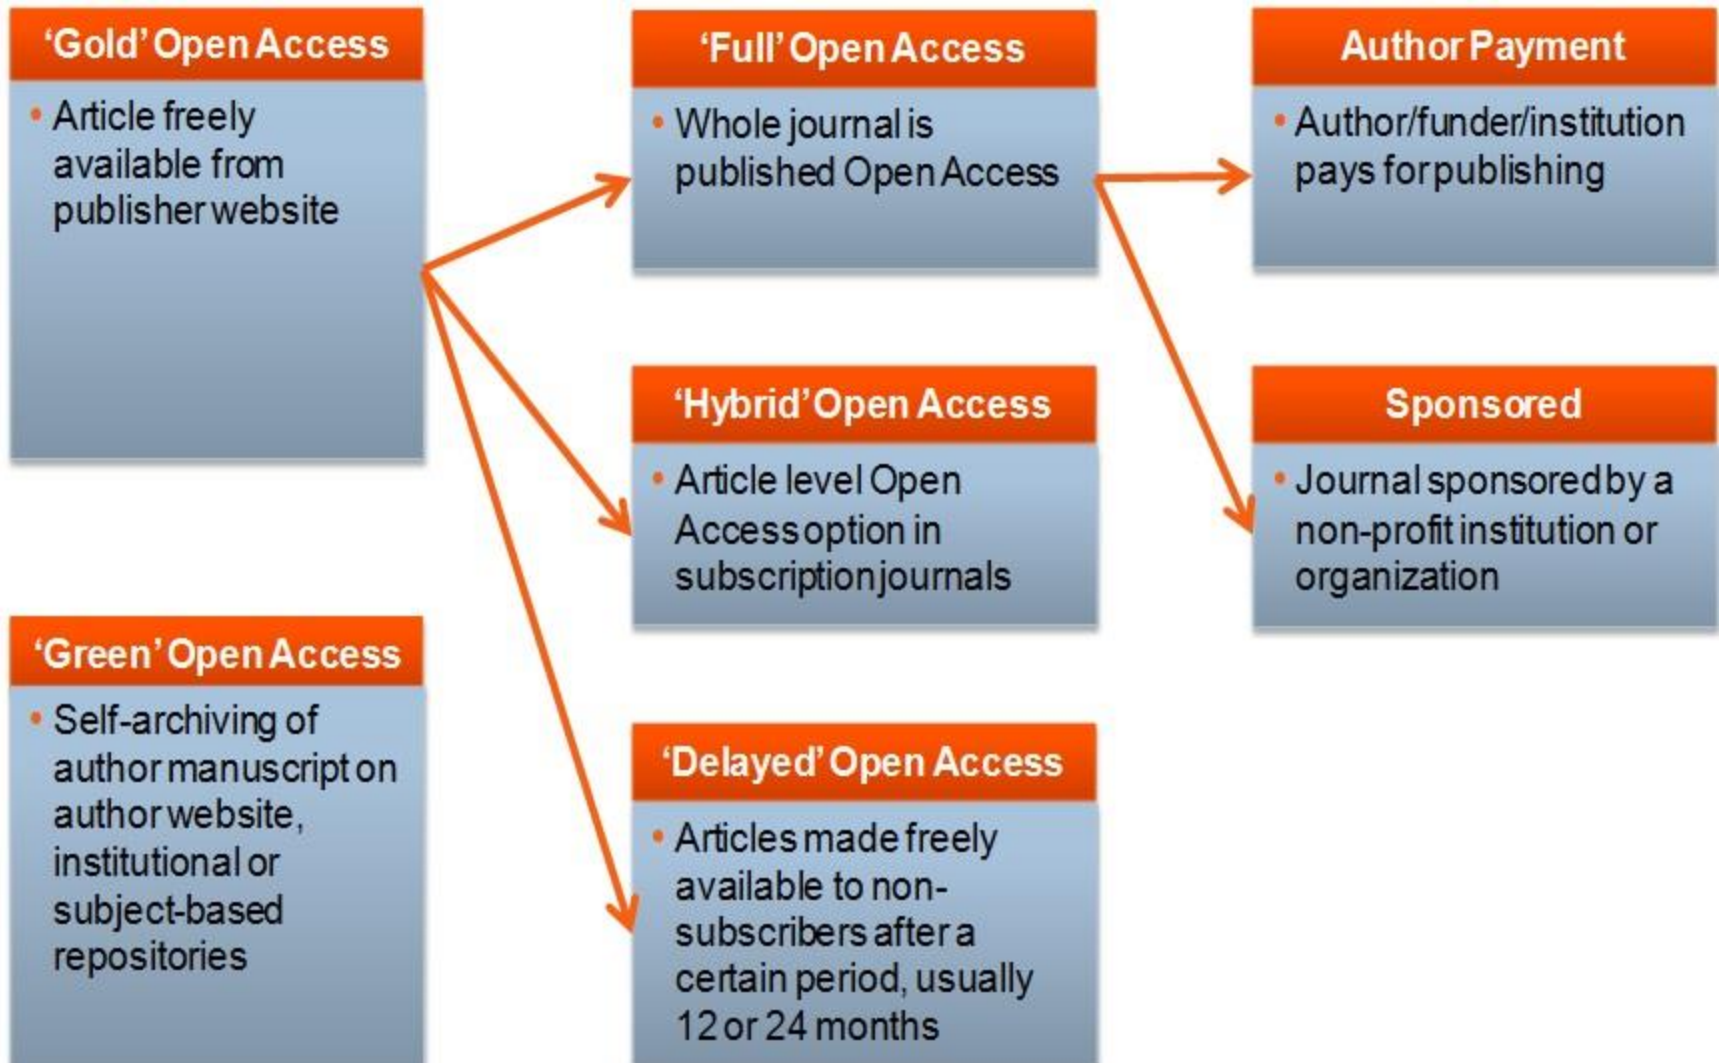 ‘Gold’ Open Access
• Article freely
available from
publisher website
‘Green’ Open Access
• Self-archiving of
author manuscript on
author website,
institutional or
subject-based
repositories
‘Full’ Open Access
• Whole journal is
published Open Access
‘Hybrid’ Open Access
• Article level Open
Access option in
subscription journals
‘Delayed’ Open Access
• Articles made freely
available to non-
subscribers after a
certain period, usually
12 or 24 months
Author Payment
• Author/funder/institution
pays for publishing
Sponsored
• Journal sponsored by a
non-profit institution or
organization